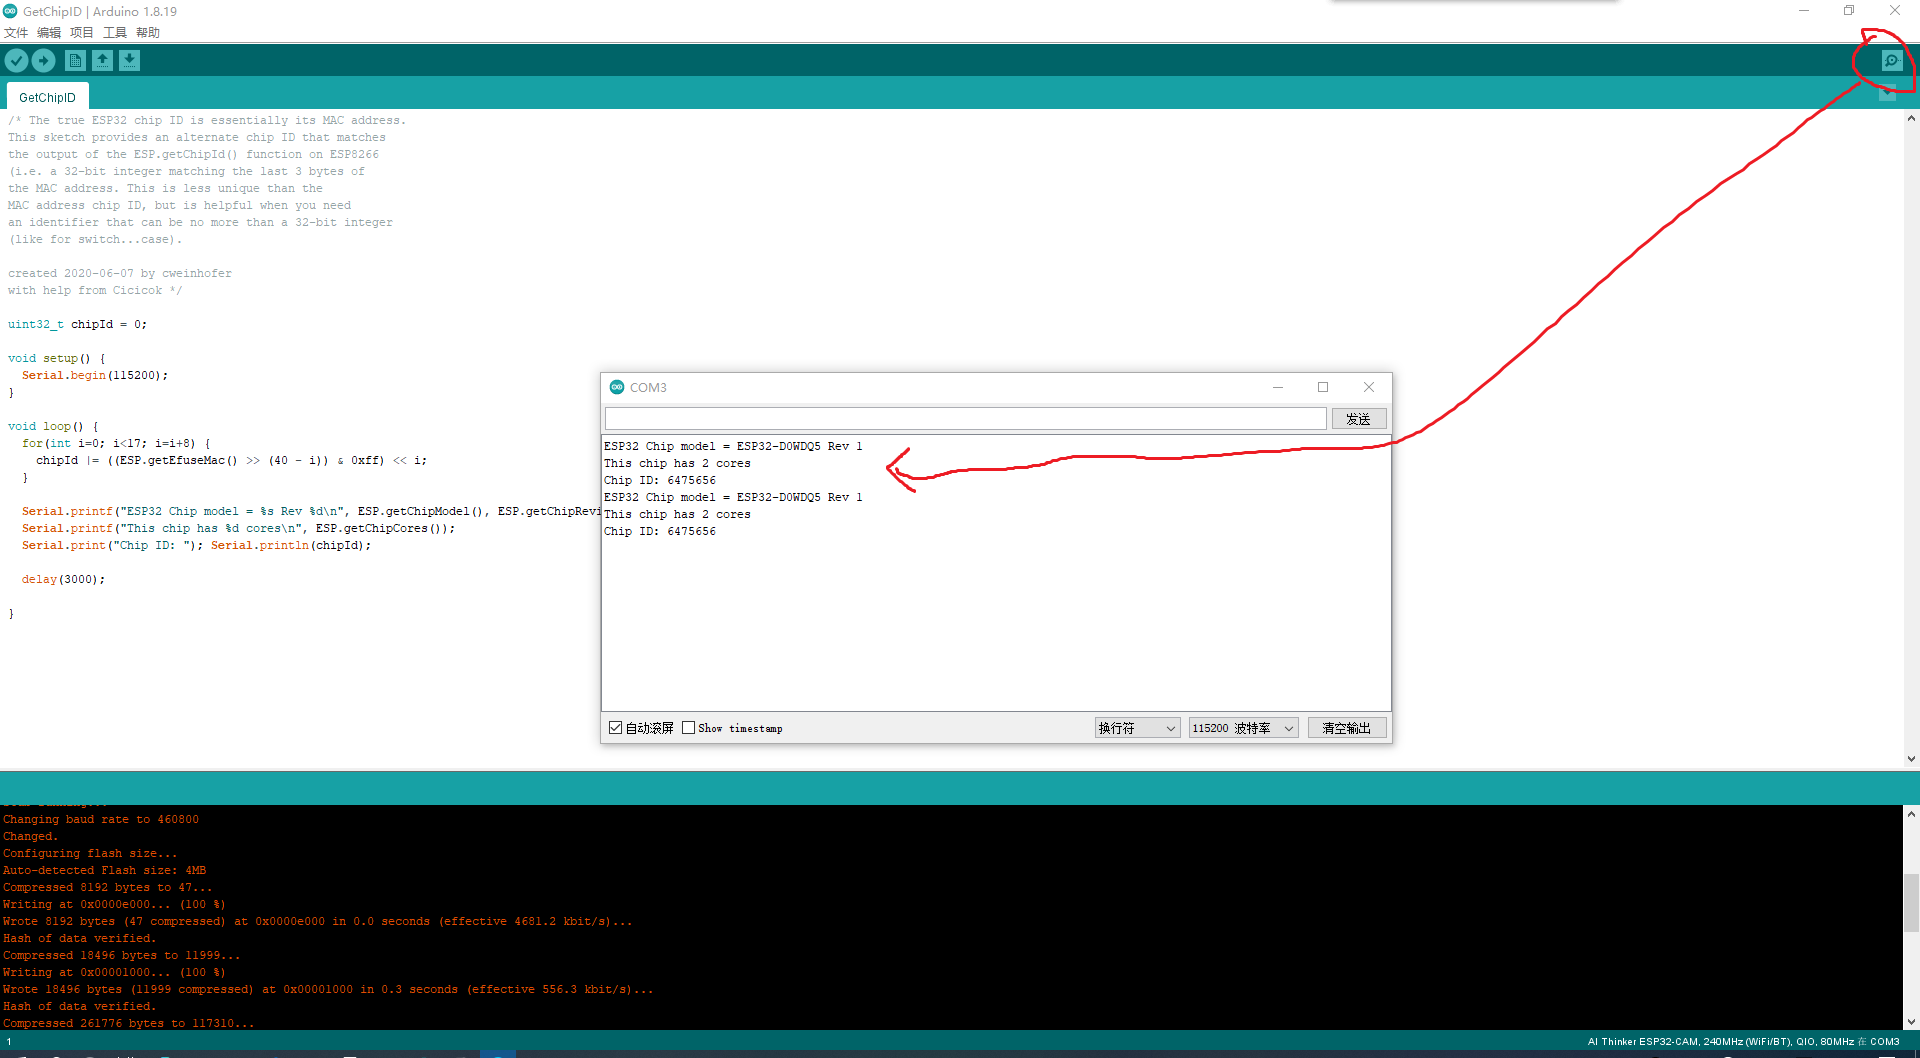 GetChipID | Arduino 1.8.19
文件 编辑 项目 工具 帮助
GetChipID
/* The true ESP32 chip ID is essentially its MAC address.
This sketch provides an alternate chip ID that matches
the output of the ESP.getChipId() function on ESP8266
(i.e. a 32-bit integer matching the last 3 bytes of
the MAC address. This is less unique than the
MAC address chip ID, but is helpful when you need
an identifier that can be no more than a 32-bit integer
(like for switch...case).
created 2020-06-07 by cweinhofer
with help from Cicicok */
uint32_t chipId = 0;
void setup() {
Serial.begin(115200);
}
void loop() {
for(int i=0; i<17; i=i+8) {
chipId |= ((ESP.getEfuseMac() >> (40 - i)) & 0xff) << i;
}
Serial.printf("ESP32 Chip model = %s Rev %d\n", ESP.getChipModel(), ESP.getChipRevi
Serial.printf("This chip has %d cores\n", ESP.getChipCores());
Serial.print("Chip ID: "); Serial.println(chipId);
delay(3000);
}
COM3
发送
ESP32 Chip model = ESP32-D0WDQ5 Rev 1
This chip has 2 cores
Chip ID: 6475656
ESP32 Chip model = ESP32-D0WDQ5 Rev 1
This chip has 2 cores
Chip ID: 6475656
自动滚屏 Show timestamp 换行符 115200 波特率 清空输出
Changing baud rate to 460800
Changed.
Configuring flash size...
Auto-detected Flash size: 4MB
Compressed 8192 bytes to 47...
Writing at 0x0000e000... (100 %)
Wrote 8192 bytes (47 compressed) at 0x0000e000 in 0.0 seconds (effective 4681.2 kbit/s)...
Hash of data verified.
Compressed 18496 bytes to 11999...
Writing at 0x00001000... (100 %)
Wrote 18496 bytes (11999 compressed) at 0x00001000 in 0.3 seconds (effective 556.3 kbit/s)...
Hash of data verified.
Compressed 261776 bytes to 117310...
1
AI Thinker ESP32-CAM, 240MHz (WiFi/BT), QIO, 80MHz 在 COM3